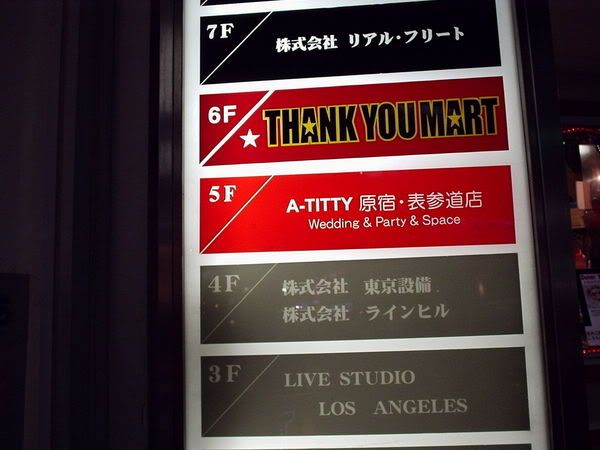 7F 株式会社 リアル・フリート
6F THANK YOU MART
5F A-TITTY 原宿・表参道店
Wedding & Party & Space
4F 株式会社 東京設備
株式会社 ラインヒル
3F LIVE STUDIO
LOS ANGELES